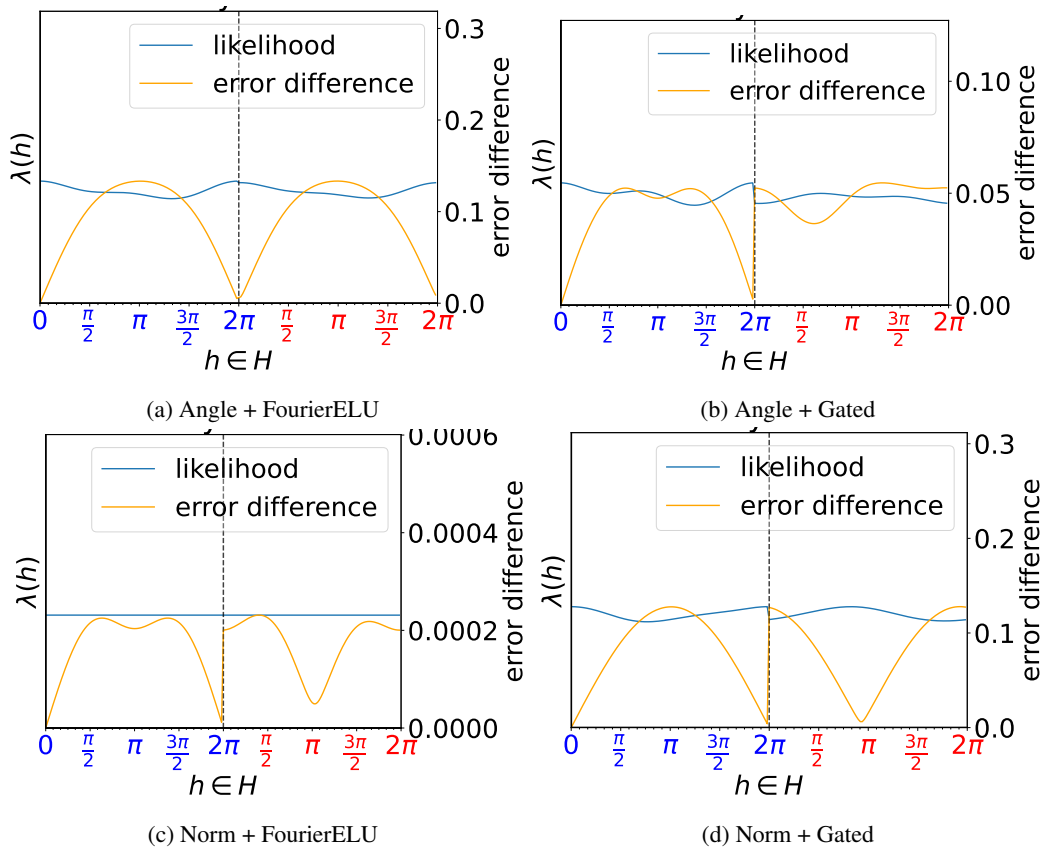 likelihood
error difference
0.3
0.2
0.1
0.0
λ(h)
error difference
0 π/2 π 3π/2 2π π/2 π 3π/2 2π
h ∈ H
(a) Angle + FourierELU
likelihood
error difference
0.10
0.05
0.00
λ(h)
error difference
0 π/2 π 3π/2 2π π/2 π 3π/2 2π
h ∈ H
(b) Angle + Gated
likelihood
error difference
0.0006
0.0004
0.0002
0.0000
λ(h)
error difference
0 π/2 π 3π/2 2π π/2 π 3π/2 2π
h ∈ H
(c) Norm + FourierELU
likelihood
error difference
0.3
0.2
0.1
0.0
λ(h)
error difference
0 π/2 π 3π/2 2π π/2 π 3π/2 2π
h ∈ H
(d) Norm + Gated